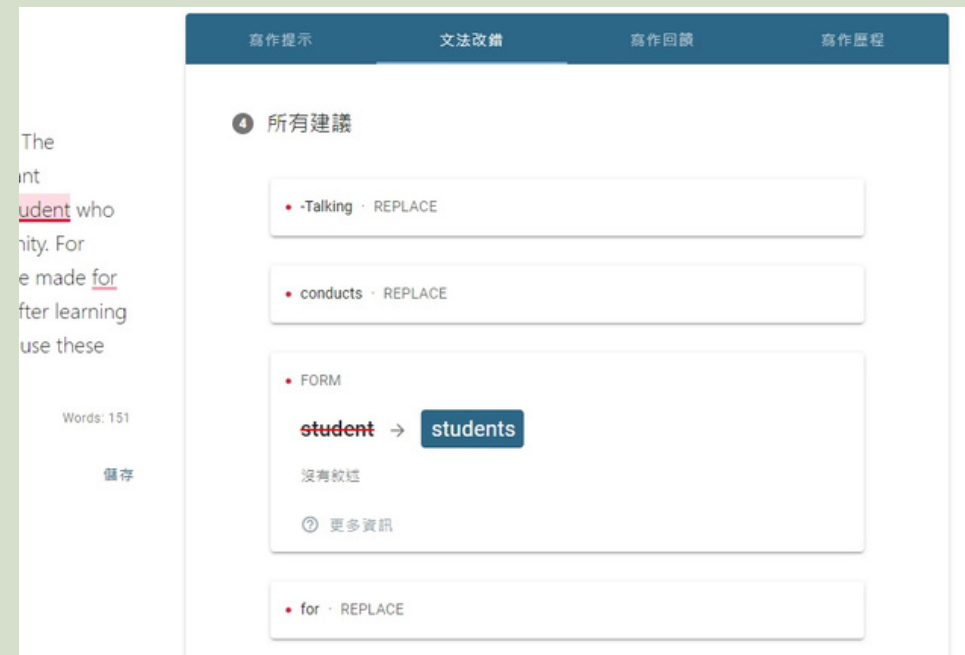 寫作提示 文法改錯 寫作回饋 寫作歷程
4 所有建議
The
ant
udent who
nity. For
e made for
fter learning
use these
Words: 151
儲存
-Talking · REPLACE
conducts · REPLACE
FORM
student → students
沒有敘述
? 更多資訊
for · REPLACE